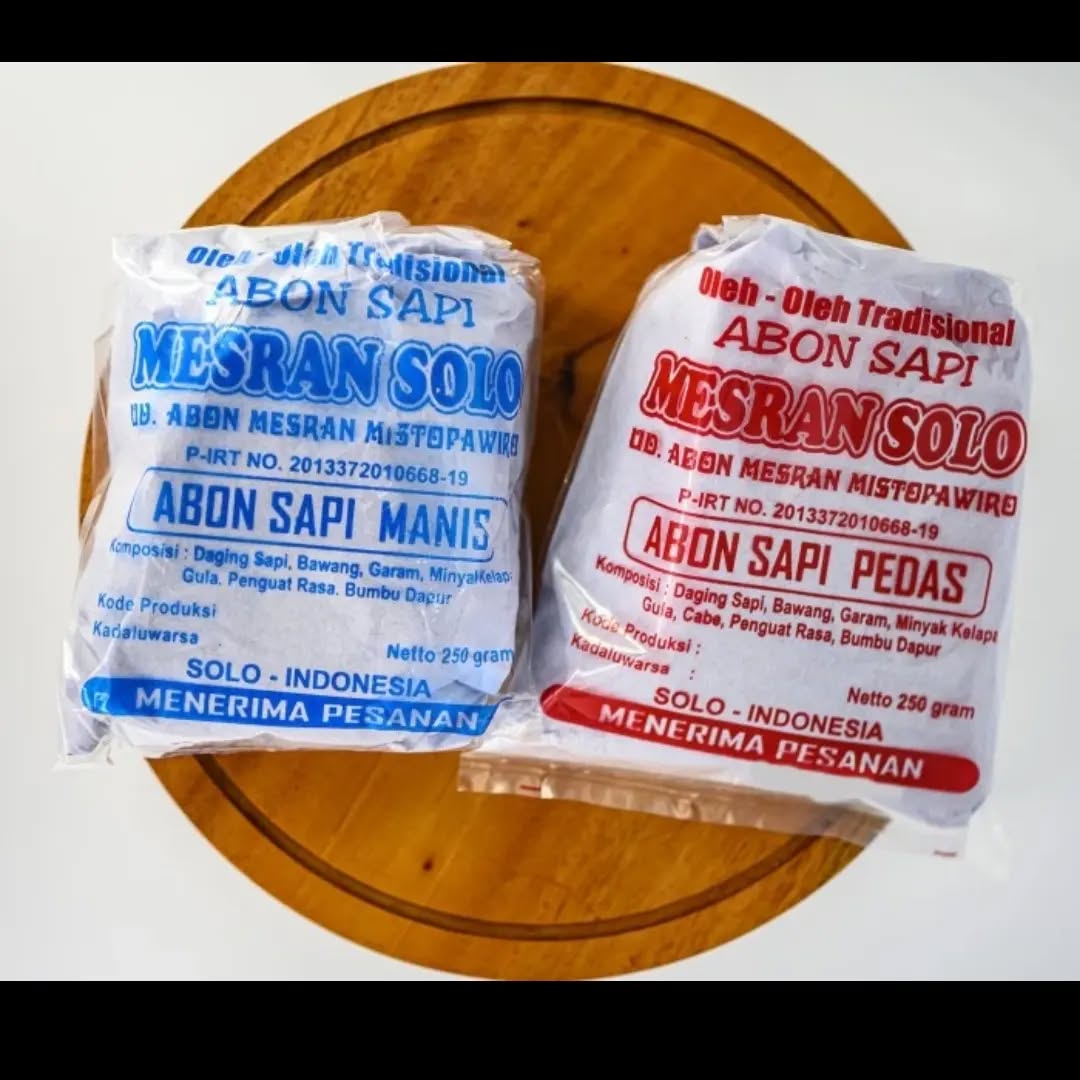 Oleh - Oleh Tradisional
ABON SAPI
MESRAN SOLO
UD. ABON MESRAN MISTOPAWIRO
P-IRT NO. 2013372010668-19
ABON SAPI MANIS
Komposisi : Daging Sapi, Bawang, Garam, Minyak Kelapa
Gula, Penguat Rasa, Bumbu Dapur
Kode Produksi
Kadaluwarsa
Netto 250 gram
SOLO - INDONESIA
MENERIMA PESANAN
Oleh - Oleh Tradisional
ABON SAPI
MESRAN SOLO
UD. ABON MESRAN MISTOPAWIRO
P-IRT NO. 2013372010668-19
ABON SAPI PEDAS
Komposisi : Daging Sapi, Bawang, Garam, Minyak Kelapa
Gula, Cabe, Penguat Rasa, Bumbu Dapur
Kode Produksi :
Kadaluwarsa :
Netto 250 gram
SOLO - INDONESIA
MENERIMA PESANAN